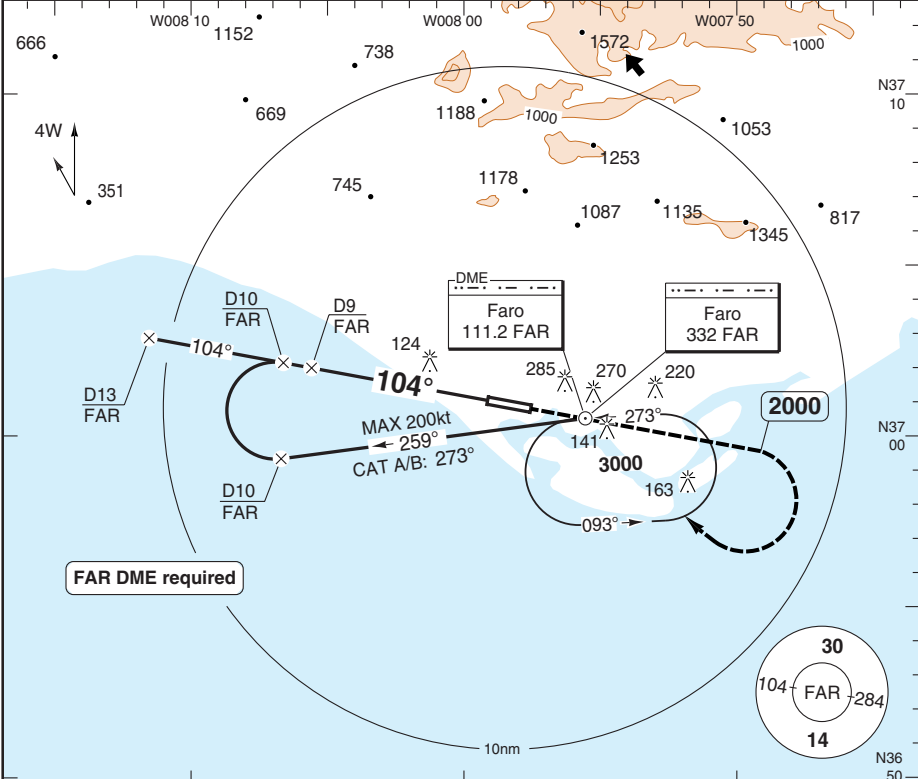 W008 10
W008 00
W007 50
666
1152
738
1572
1000
N37
10
669
1188
1000
1053
4W
1253
351
745
1178
1087
1135
1345
817
DME
Faro
111.2 FAR
Faro
332 FAR
D10
FAR
D9
FAR
104°
124
104°
285
270
220
D13
FAR
2000
MAX 200kt
259°
CAT A/B: 273°
273°
141
3000
N37
00
163
D10
FAR
093°
FAR DME required
30
104
FAR
284
14
10nm
N36
50